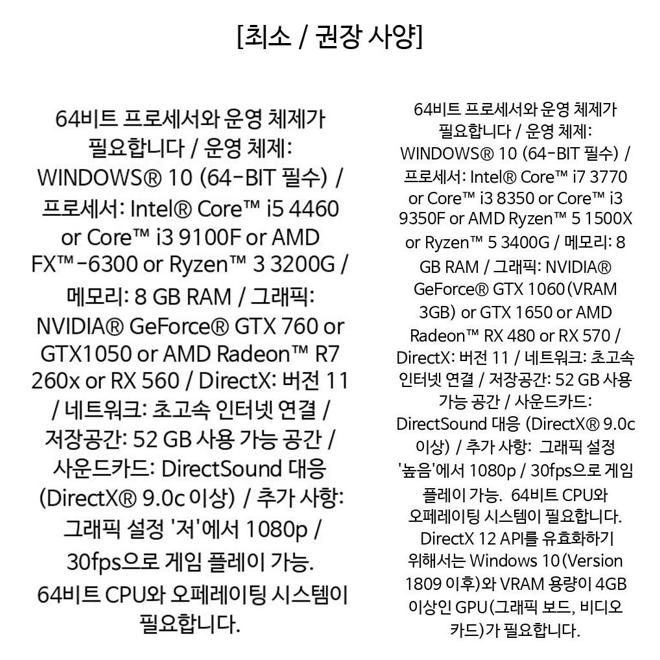 [최소 / 권장 사양]
64비트 프로세서와 운영 체제가
필요합니다 / 운영 체제:
WINDOWS® 10 (64-BIT 필수) /
프로세서: Intel® Core™ i5 4460
or Core™ i3 9100F or AMD
FX™-6300 or Ryzen™ 3 3200G /
메모리: 8 GB RAM / 그래픽:
NVIDIA® GeForce® GTX 760 or
GTX1050 or AMD Radeon™ R7
260x or RX 560 / DirectX: 버전 11
/ 네트워크: 초고속 인터넷 연결 /
저장공간: 52 GB 사용 가능 공간 /
사운드카드: DirectSound 대응
(DirectX® 9.0c 이상) / 추가 사항:
그래픽 설정 '저'에서 1080p /
30fps으로 게임 플레이 가능.
64비트 CPU와 오페레이팅 시스템이
필요합니다.
64비트 프로세서와 운영 체제가
필요합니다 / 운영 체제:
WINDOWS® 10 (64-BIT 필수) /
프로세서: Intel® Core™ i7 3770
or Core™ i3 8350 or Core™ i3
9350F or AMD Ryzen™ 5 1500X
or Ryzen™ 5 3400G / 메모리: 8
GB RAM / 그래픽: NVIDIA®
GeForce® GTX 1060(VRAM
3GB) or GTX 1650 or AMD
Radeon™ RX 480 or RX 570 /
DirectX: 버전 11 / 네트워크: 초고속
인터넷 연결 / 저장공간: 52 GB 사용
가능 공간 / 사운드카드:
DirectSound 대응 (DirectX® 9.0c
이상) / 추가 사항: 그래픽 설정
'높음'에서 1080p / 30fps으로 게임
플레이 가능. 64비트 CPU와
오페레이팅 시스템이 필요합니다.
DirectX 12 API를 유효화하기
위해서는 Windows 10(Version
1809 이후)와 VRAM 용량이 4GB
이상인 GPU(그래픽 보드, 비디오
카드)가 필요합니다.